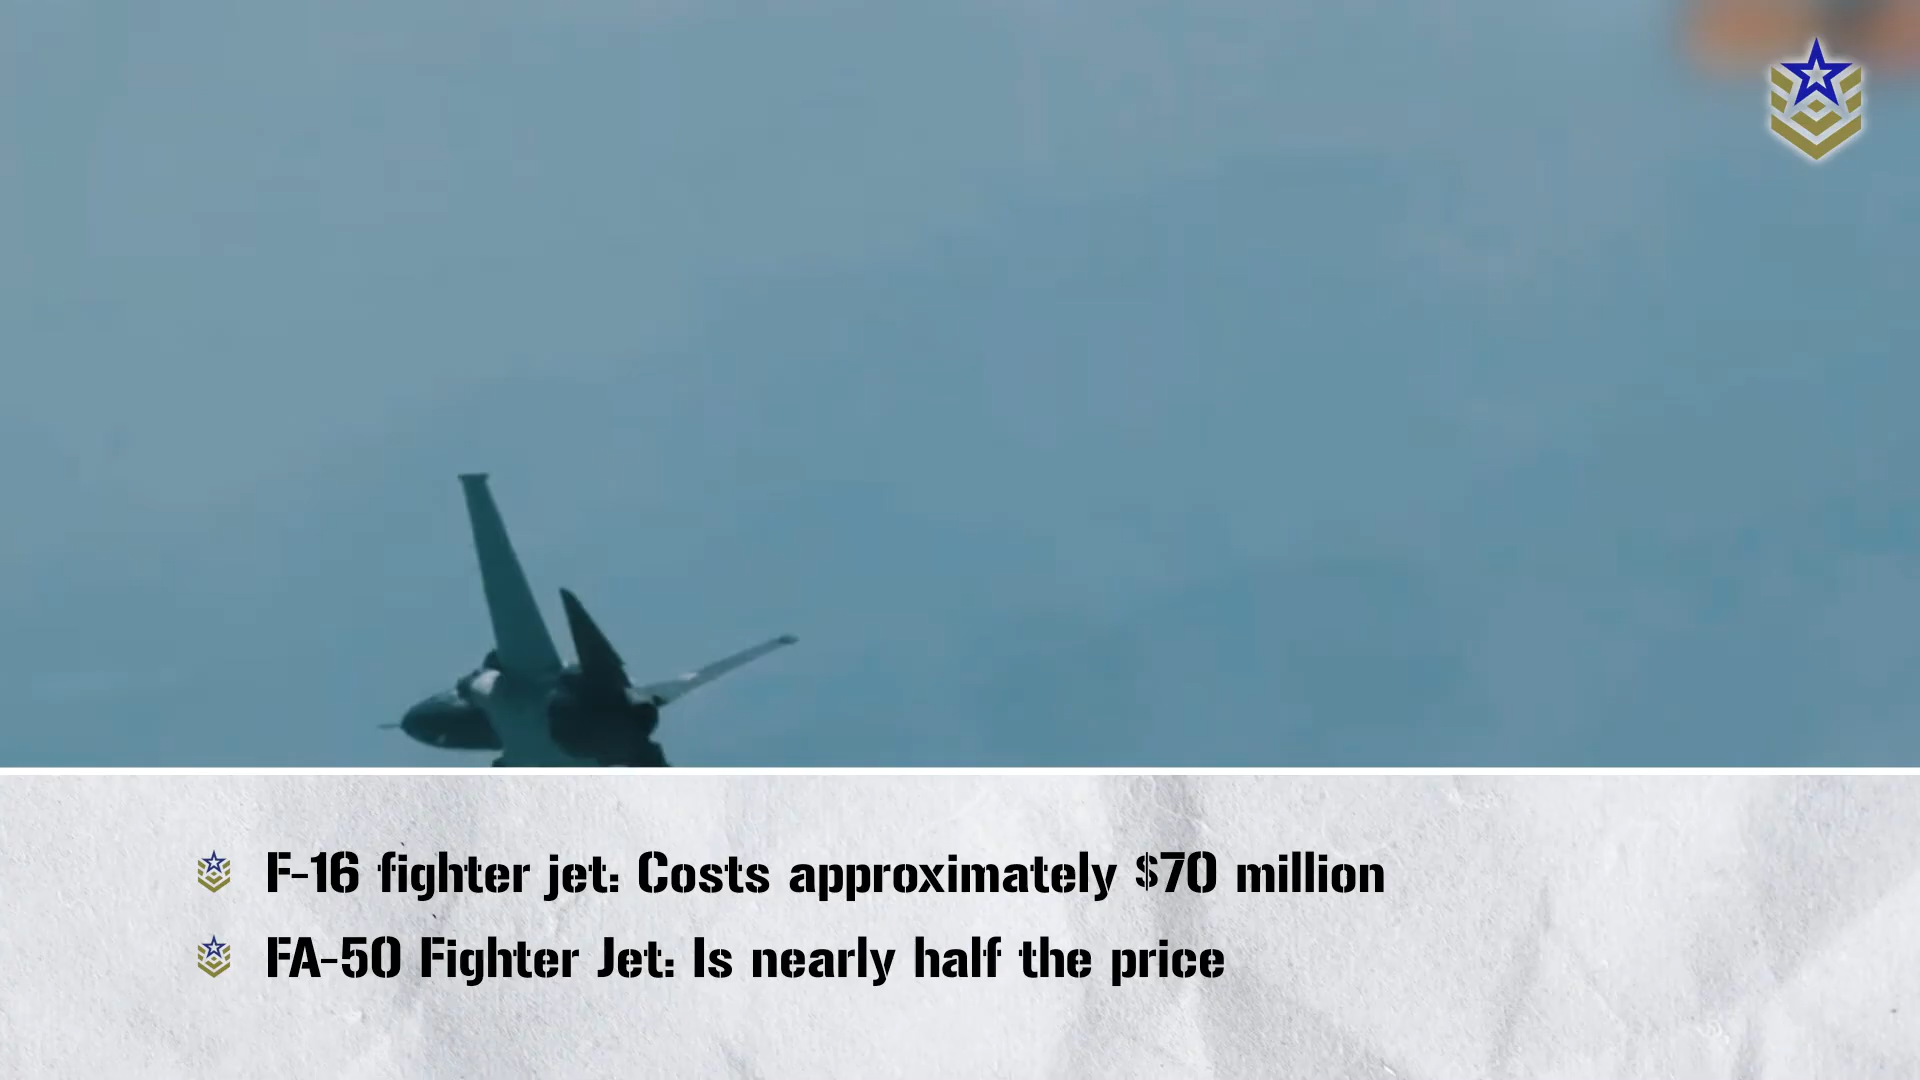 F-16 fighter jet: Costs approximately $70 million
FA-50 Fighter Jet: Is nearly half the price